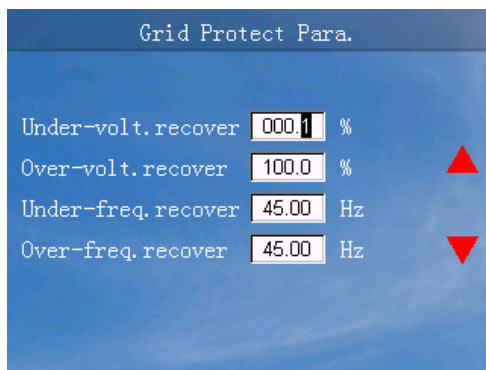 Grid Protect Para.
Under-volt.recover 000.1 %
Over-volt.recover 100.0 %
Under-freq.recover 45.00 Hz
Over-freq.recover 45.00 Hz